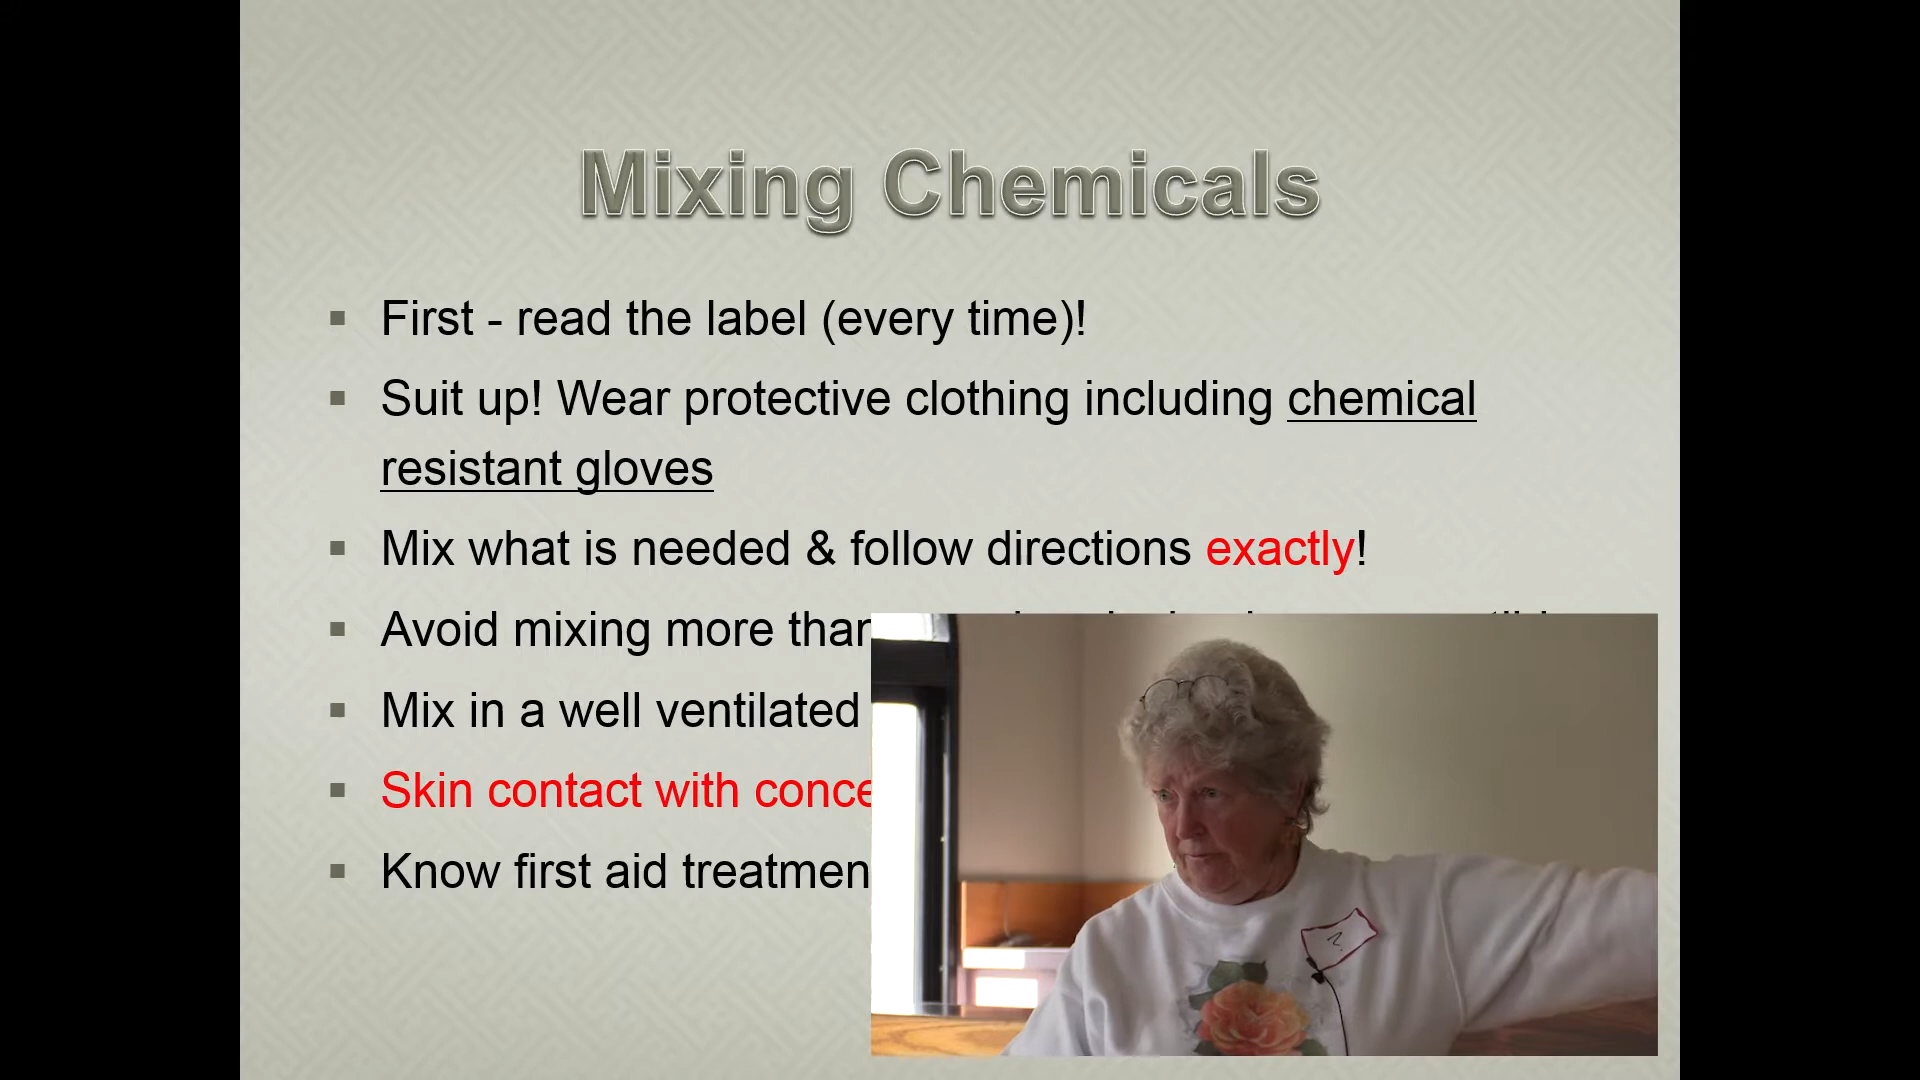 Mixing Chemicals
First - read the label (every time)!
Suit up! Wear protective clothing including chemical
resistant gloves
Mix what is needed & follow directions exactly!
Avoid mixing more than
Mix in a well ventilated
Skin contact with
Know first aid